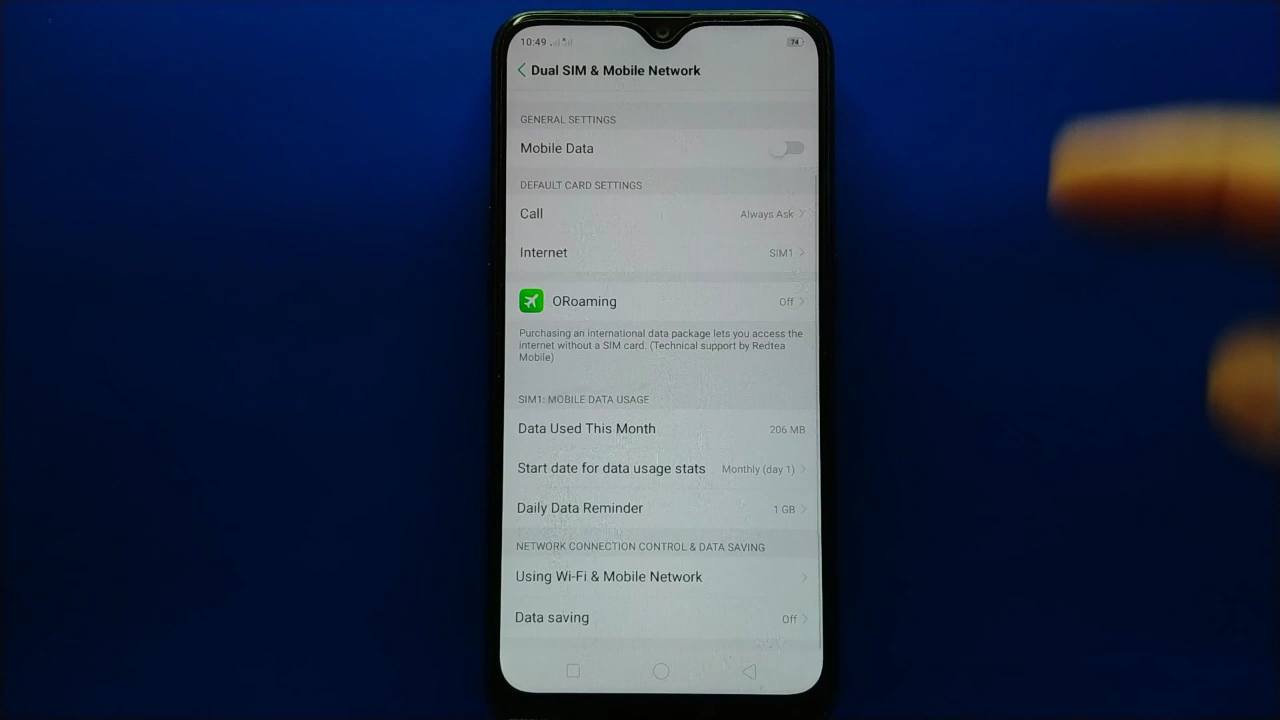 10:49
74
Dual SIM & Mobile Network
GENERAL SETTINGS
Mobile Data
DEFAULT CARD SETTINGS
Call Always Ask
Internet SIM1
ORoaming Off
Purchasing an international data package lets you access the
internet without a SIM card. (Technical support by Redtea
Mobile)
SIM1: MOBILE DATA USAGE
Data Used This Month 206 MB
Start date for data usage stats Monthly (day 1)
Daily Data Reminder 1 GB
NETWORK CONNECTION CONTROL & DATA SAVING
Using Wi-Fi & Mobile Network
Data saving Off